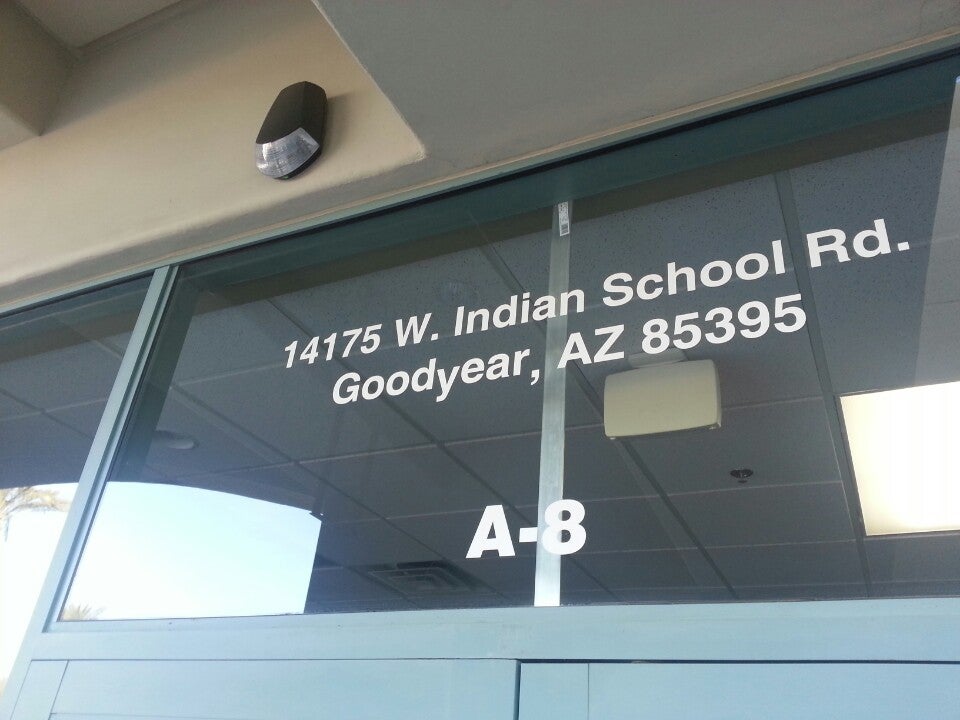 14175 W. Indian School Rd.
Goodyear, AZ 85395
A-8